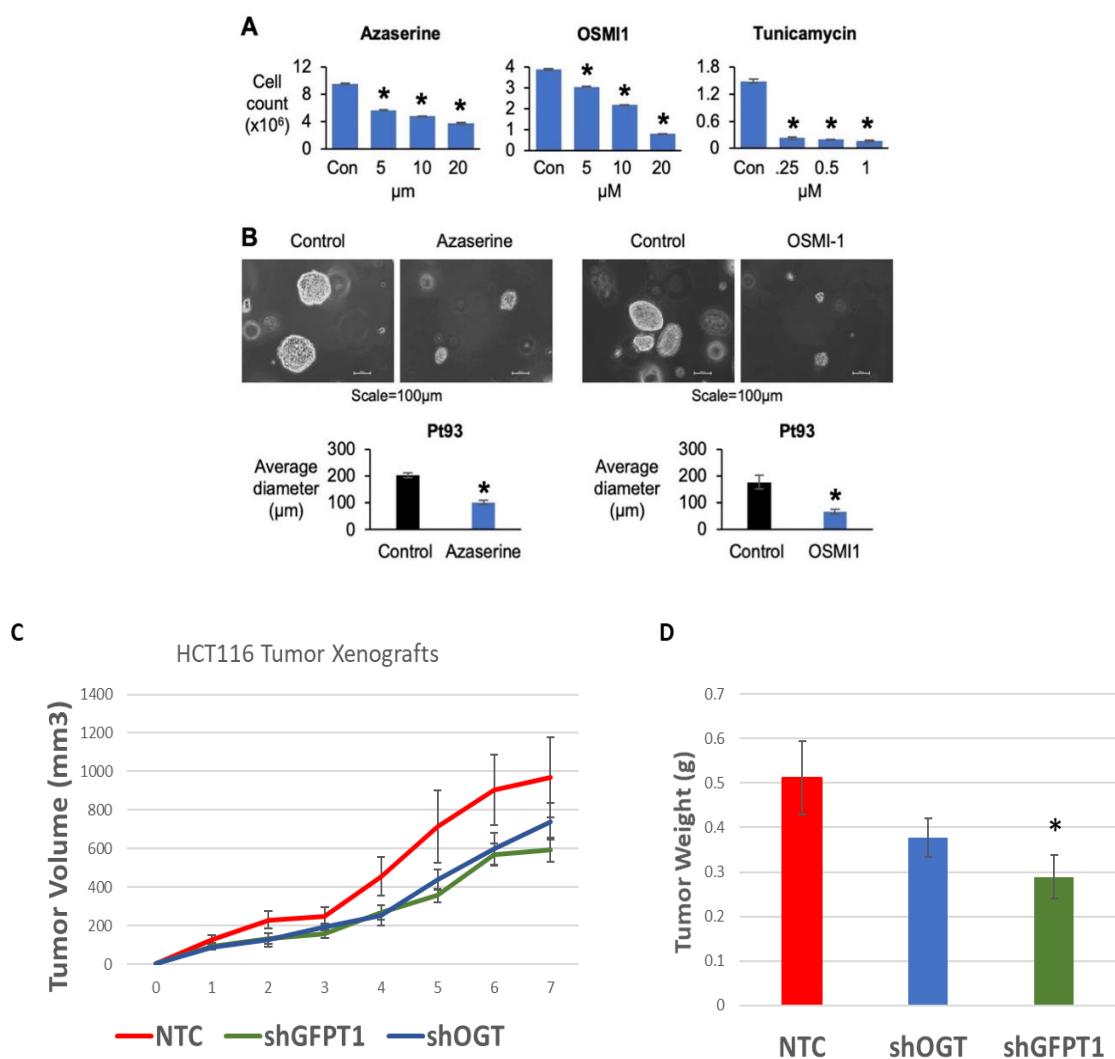 A
Azaserine
OSMI1
Tunicamycin
Cell
count
(x10⁶)
12
8
4
0
* * *
Con 5 10 20
µm
4
3
2
1
0
* * *
Con 5 10 20
µM
1.8
1.2
0.6
0
* * *
Con .25 0.5 1
µM
B
Control Azaserine Control OSMI-1
Scale=100µm Scale=100µm
Pt93
Average
diameter
(µm)
300
200
100
0
*
Control Azaserine
Pt93
Average
diameter
(µm)
300
200
100
0
*
Control OSMI1
C
HCT116 Tumor Xenografts
Tumor Volume (mm3)
1400
1200
1000
800
600
400
200
0
0 1 2 3 4 5 6 7
NTC shGFPT1 shOGT
D
Tumor Weight (g)
0.7
0.6
0.5
0.4
0.3
0.2
0.1
0
*
NTC shOGT shGFPT1